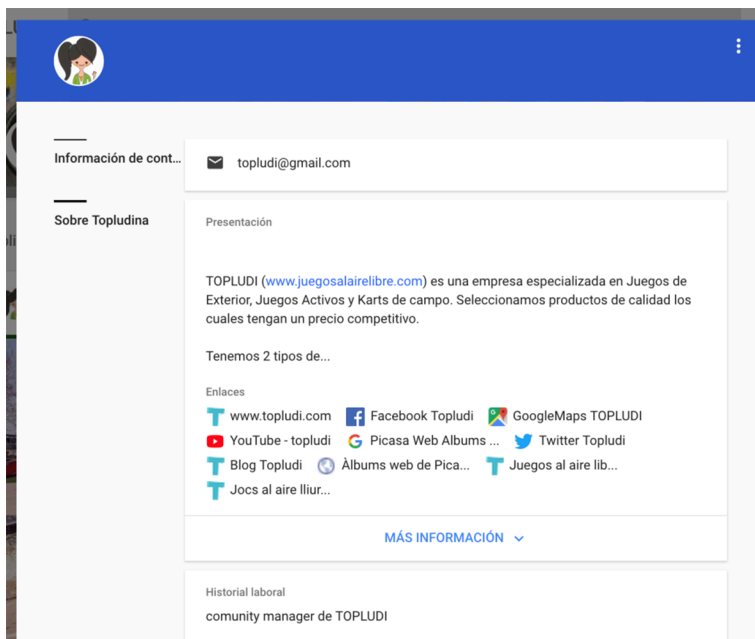 Información de cont...
topludi@gmail.com
Sobre Topludina
Presentación
TOPLUDI (www.juegosalairelibre.com) es una empresa especializada en Juegos de
Exterior, Juegos Activos y Karts de campo. Seleccionamos productos de calidad los
cuales tengan un precio competitivo.
Tenemos 2 tipos de...
Enlaces
www.topludi.com Facebook Topludi GoogleMaps TOPLUDI
YouTube - topludi Picasa Web Albums ... Twitter Topludi
Blog Topludi Àlbums web de Pica... Juegos al aire lib...
Jocs al aire lliur...
MÁS INFORMACIÓN
Historial laboral
comunity manager de TOPLUDI